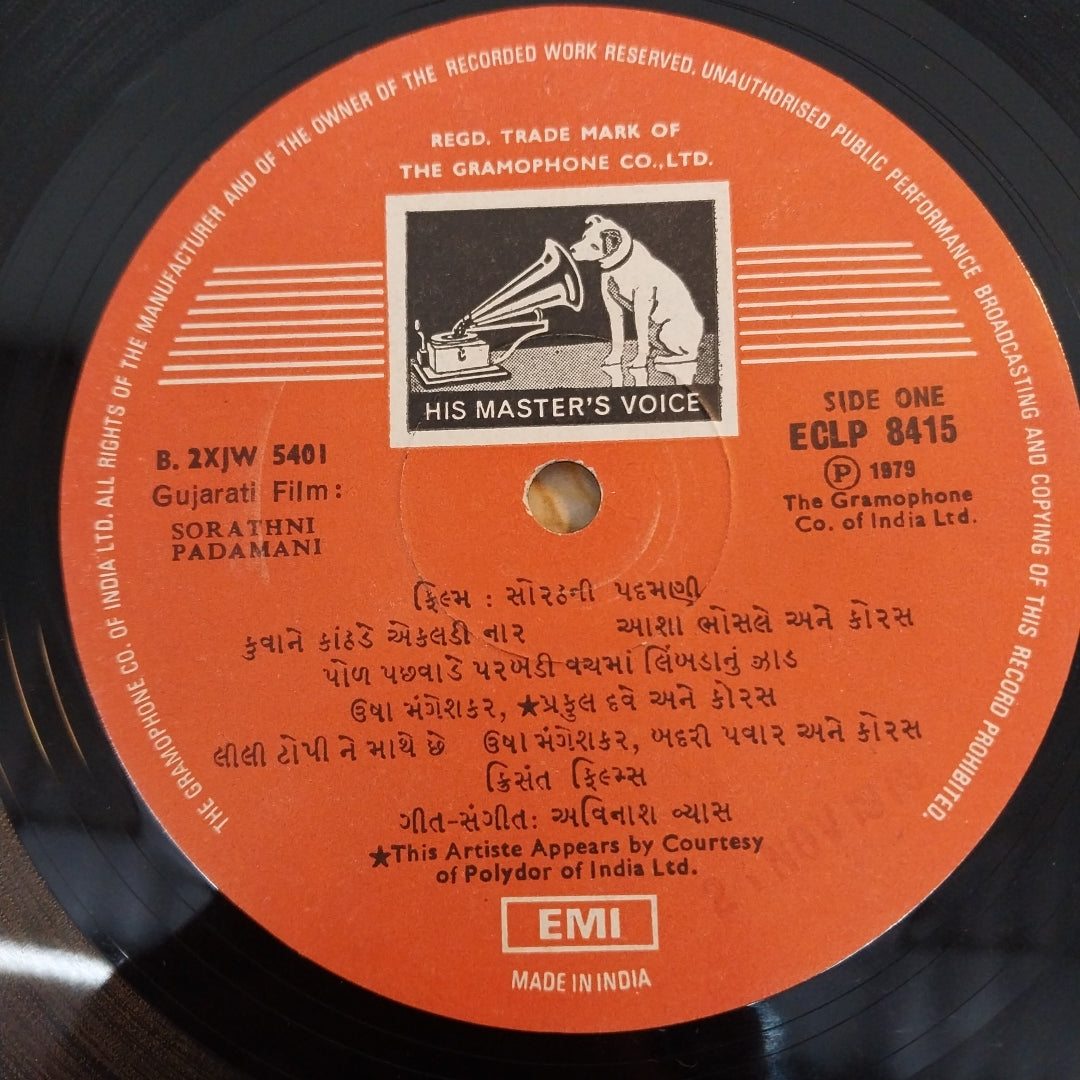 THE GRAMOPHONE CO. OF INDIA LTD. ALL RIGHTS OF THE MANUFACTURER AND OF THE OWNER OF THE RECORDED WORK RESERVED. UNAUTHORISED PUBLIC PERFORMANCE BROADCASTING AND COPYING OF THIS RECORD PROHIBITED.
REGD. TRADE MARK OF
THE GRAMOPHONE CO.,LTD.
HIS MASTER'S VOICE
SIDE ONE
ECLP 8415
Ⓟ 1979
The Gramophone
Co. of India Ltd.
B. 2XJW 5401
Gujarati Film:
SORATHNI
PADAMANI
ફિલ્મ : સોરઠની પદમણી
કુવાને કાંઠડે એકલડી નાર આશા ભોસલે અને કોરસ
પોળ પછવાડે પરબડી વચમાં લિંબડાનું ઝાડ
ઉષા મંગેશકર, ★પ્રફુલ દવે અને કોરસ
લીલી ટોપી ને માથે છે ઉષા મંગેશકર, બદરી પવાર અને કોરસ
ક્રિસંત ફિલ્મ્સ
ગીત-સંગીત: અવિનાશ વ્યાસ
★This Artiste Appears by Courtesy
of Polydor of India Ltd.
EMI
MADE IN INDIA